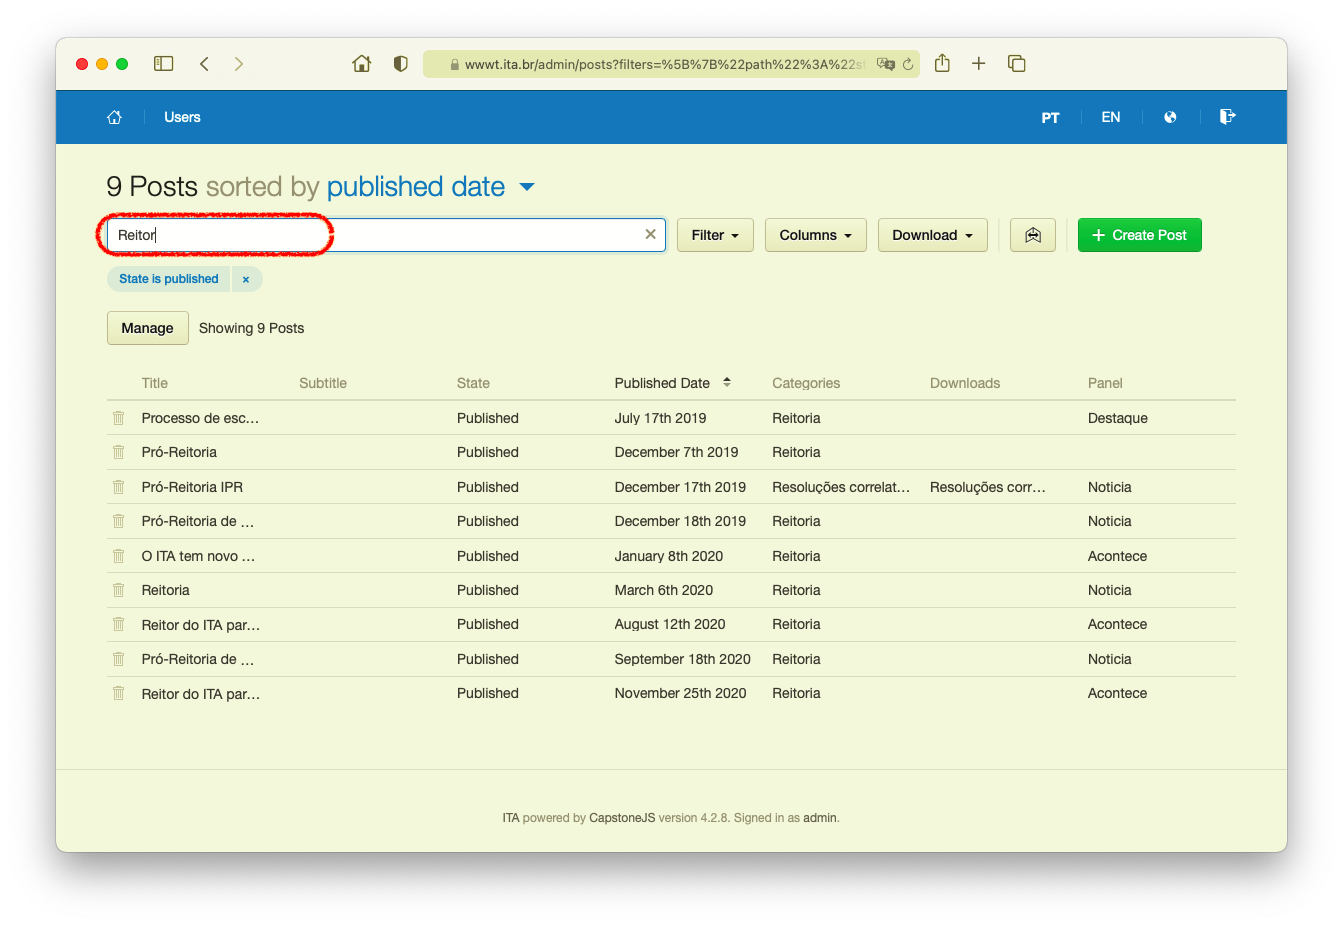 wwwt.ita.br/admin/posts?filters=%5B%7B%22path%22%3A%22st
Users PT EN
9 Posts sorted by published date
Reitor Filter Columns Download + Create Post
State is published ×
Manage Showing 9 Posts
Title Subtitle State Published Date Categories Downloads Panel
Processo de esc... Published July 17th 2019 Reitoria Destaque
Pró-Reitoria Published December 7th 2019 Reitoria
Pró-Reitoria IPR Published December 17th 2019 Resoluções correlat... Resoluções corr... Noticia
Pró-Reitoria de ... Published December 18th 2019 Reitoria Noticia
O ITA tem novo ... Published January 8th 2020 Reitoria Acontece
Reitoria Published March 6th 2020 Reitoria Noticia
Reitor do ITA par... Published August 12th 2020 Reitoria Acontece
Pró-Reitoria de ... Published September 18th 2020 Reitoria Noticia
Reitor do ITA par... Published November 25th 2020 Reitoria Acontece
ITA powered by CapstoneJS version 4.2.8. Signed in as admin.